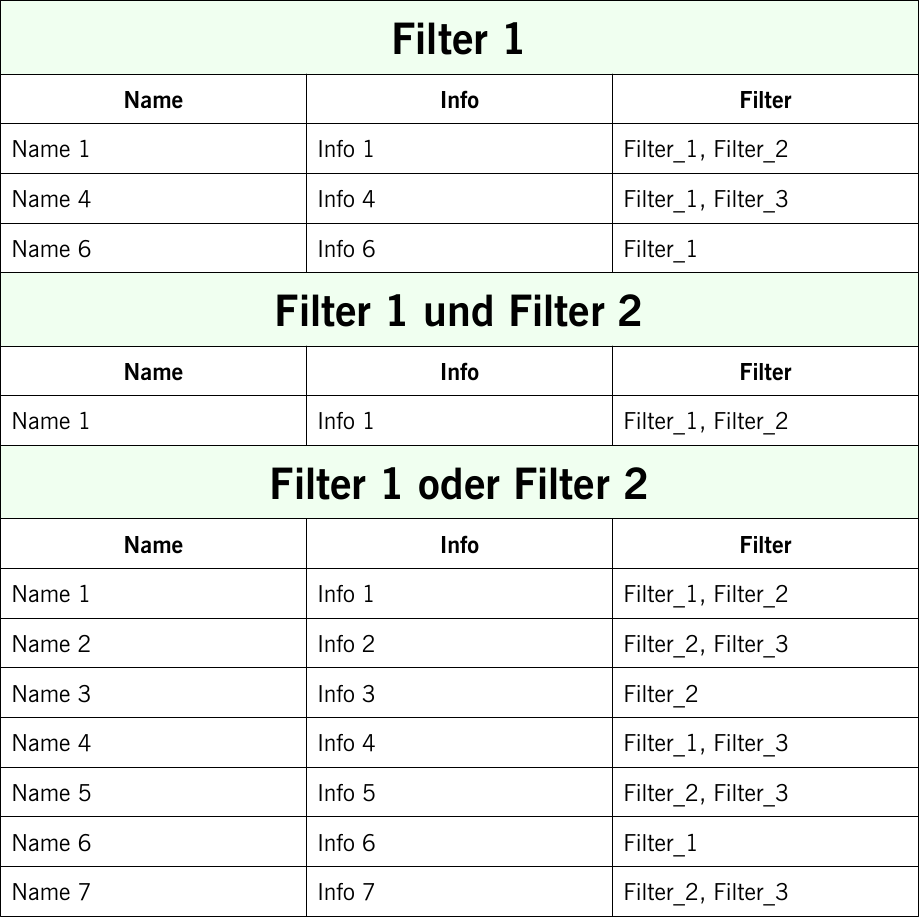 Filter 1
Name Info Filter
Name 1 Info 1 Filter_1, Filter_2
Name 4 Info 4 Filter_1, Filter_3
Name 6 Info 6 Filter_1
Filter 1 und Filter 2
Name Info Filter
Name 1 Info 1 Filter_1, Filter_2
Filter 1 oder Filter 2
Name Info Filter
Name 1 Info 1 Filter_1, Filter_2
Name 2 Info 2 Filter_2, Filter_3
Name 3 Info 3 Filter_2
Name 4 Info 4 Filter_1, Filter_3
Name 5 Info 5 Filter_2, Filter_3
Name 6 Info 6 Filter_1
Name 7 Info 7 Filter_2, Filter_3